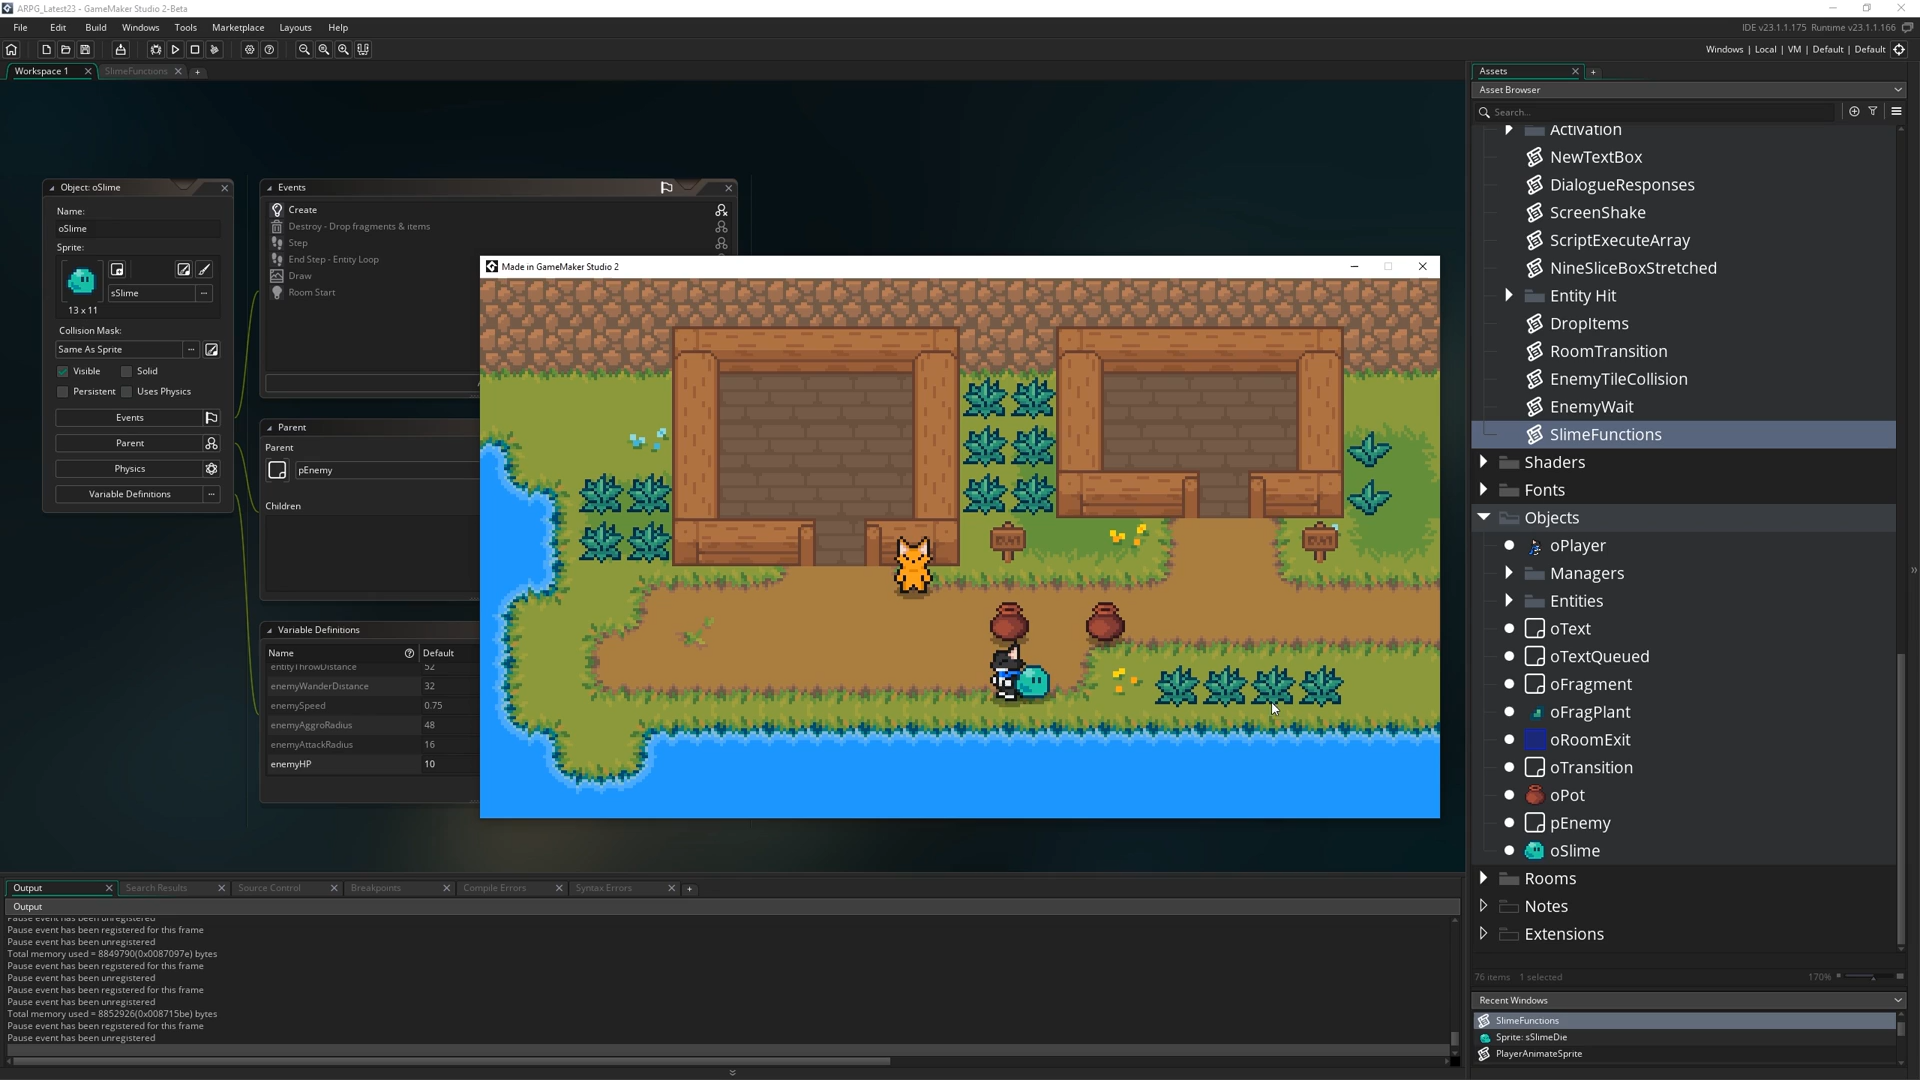 ARPG_Latest23 - GameMaker Studio 2-Beta
File Edit Build Windows Tools Marketplace Layouts Help
IDE v23.1.1.175 Runtime v23.1.1.166
Windows | Local | VM | Default | Default
Workspace 1
SlimeFunctions
Object: oSlime
Name:
oSlime
Sprite:
sSlime
13 x 11
Collision Mask:
Same As Sprite
Visible Solid
Persistent Uses Physics
Events
Parent
Physics
Variable Definitions
Events
Create
Destroy - Drop fragments & items
Step
End Step - Entity Loop
Draw
Room Start
Parent
Parent
pEnemy
Children
Variable Definitions
Name Default
entityThrowDistance 52
enemyWanderDistance 32
enemySpeed 0.75
enemyAggroRadius 48
enemyAttackRadius 16
enemyHP 10
Made in GameMaker Studio 2
Output
Search Results
Source Control
Breakpoints
Compile Errors
Syntax Errors
Output
Pause event has been unregistered
Pause event has been registered for this frame
Pause event has been unregistered
Total memory used = 8849790(0x0087097e) bytes
Pause event has been registered for this frame
Pause event has been unregistered
Pause event has been registered for this frame
Pause event has been unregistered
Total memory used = 8852926(0x008715be) bytes
Pause event has been registered for this frame
Pause event has been unregistered
Assets
Asset Browser
Search...
Activation
NewTextBox
DialogueResponses
ScreenShake
ScriptExecuteArray
NineSliceBoxStretched
Entity Hit
DropItems
RoomTransition
EnemyTileCollision
EnemyWait
SlimeFunctions
Shaders
Fonts
Objects
oPlayer
Managers
Entities
oText
oTextQueued
oFragment
oFragPlant
oRoomExit
oTransition
oPot
pEnemy
oSlime
Rooms
Notes
Extensions
76 items 1 selected
170%
Recent Windows
SlimeFunctions
Sprite: sSlimeDie
PlayerAnimateSprite